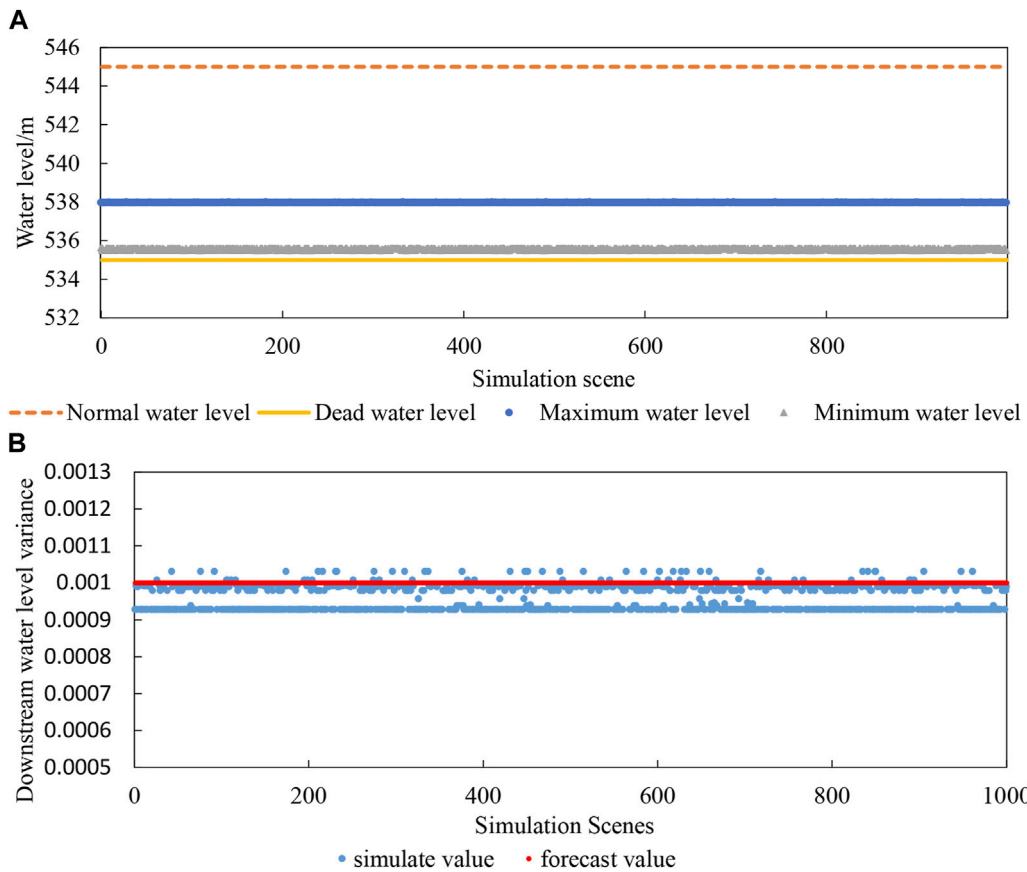 A
Water level/m
546
544
542
540
538
536
534
532
0 200 400 600 800
Simulation scene
Normal water level Dead water level Maximum water level Minimum water level
B
Downstream water level variance
0.0013
0.0012
0.0011
0.001
0.0009
0.0008
0.0007
0.0006
0.0005
0 200 400 600 800 1000
Simulation Scenes
simulate value forecast value